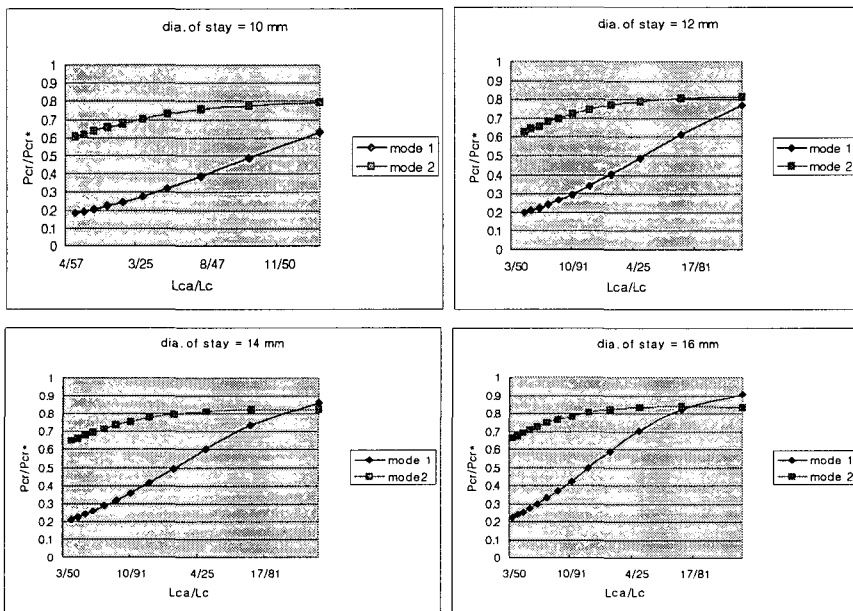 dia. of stay = 10 mm
Pcr/Pcr*
1
0.9
0.8
0.7
0.6
0.5
0.4
0.3
0.2
0.1
0
4/57 3/25 8/47 11/50
Lca/Lc
mode 1
mode 2
dia. of stay = 12 mm
Pcr/Pcr*
1
0.9
0.8
0.7
0.6
0.5
0.4
0.3
0.2
0.1
0
3/50 10/91 4/25 17/81
Lca/Lc
mode 1
mode 2
dia. of stay = 14 mm
Pcr/Pcr*
1
0.9
0.8
0.7
0.6
0.5
0.4
0.3
0.2
0.1
0
3/50 10/91 4/25 17/81
Lca/Lc
mode 1
mode2
dia. of stay = 16 mm
Pcr/Pcr*
1
0.9
0.8
0.7
0.6
0.5
0.4
0.3
0.2
0.1
0
3/50 10/91 4/25 17/81
Lca/Lc
mode 1
mode 2